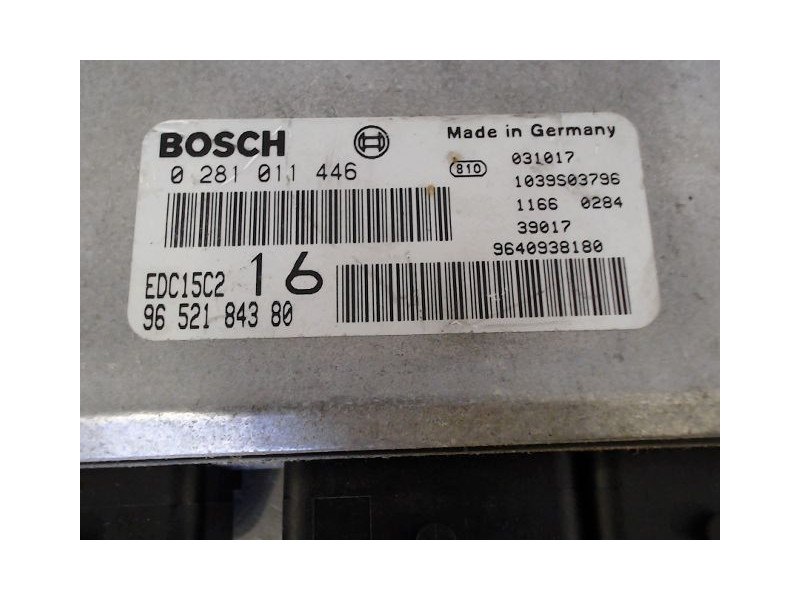 BOSCH
Made in Germany
0 281 011 446
810
031017
1039S03796
1166 0284
39017
9640938180
EDC15C2 16
96 521 843 80